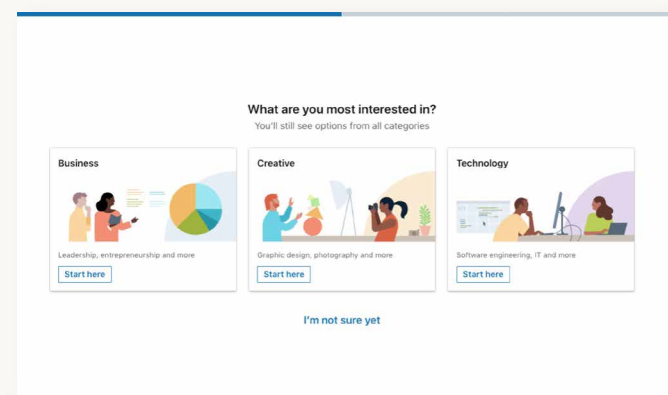 What are you most interested in?
You'll still see options from all categories
Business
Leadership, entrepreneurship and more
Start here
Creative
Graphic design, photography and more
Start here
Technology
Software engineering, IT and more
Start here
I'm not sure yet